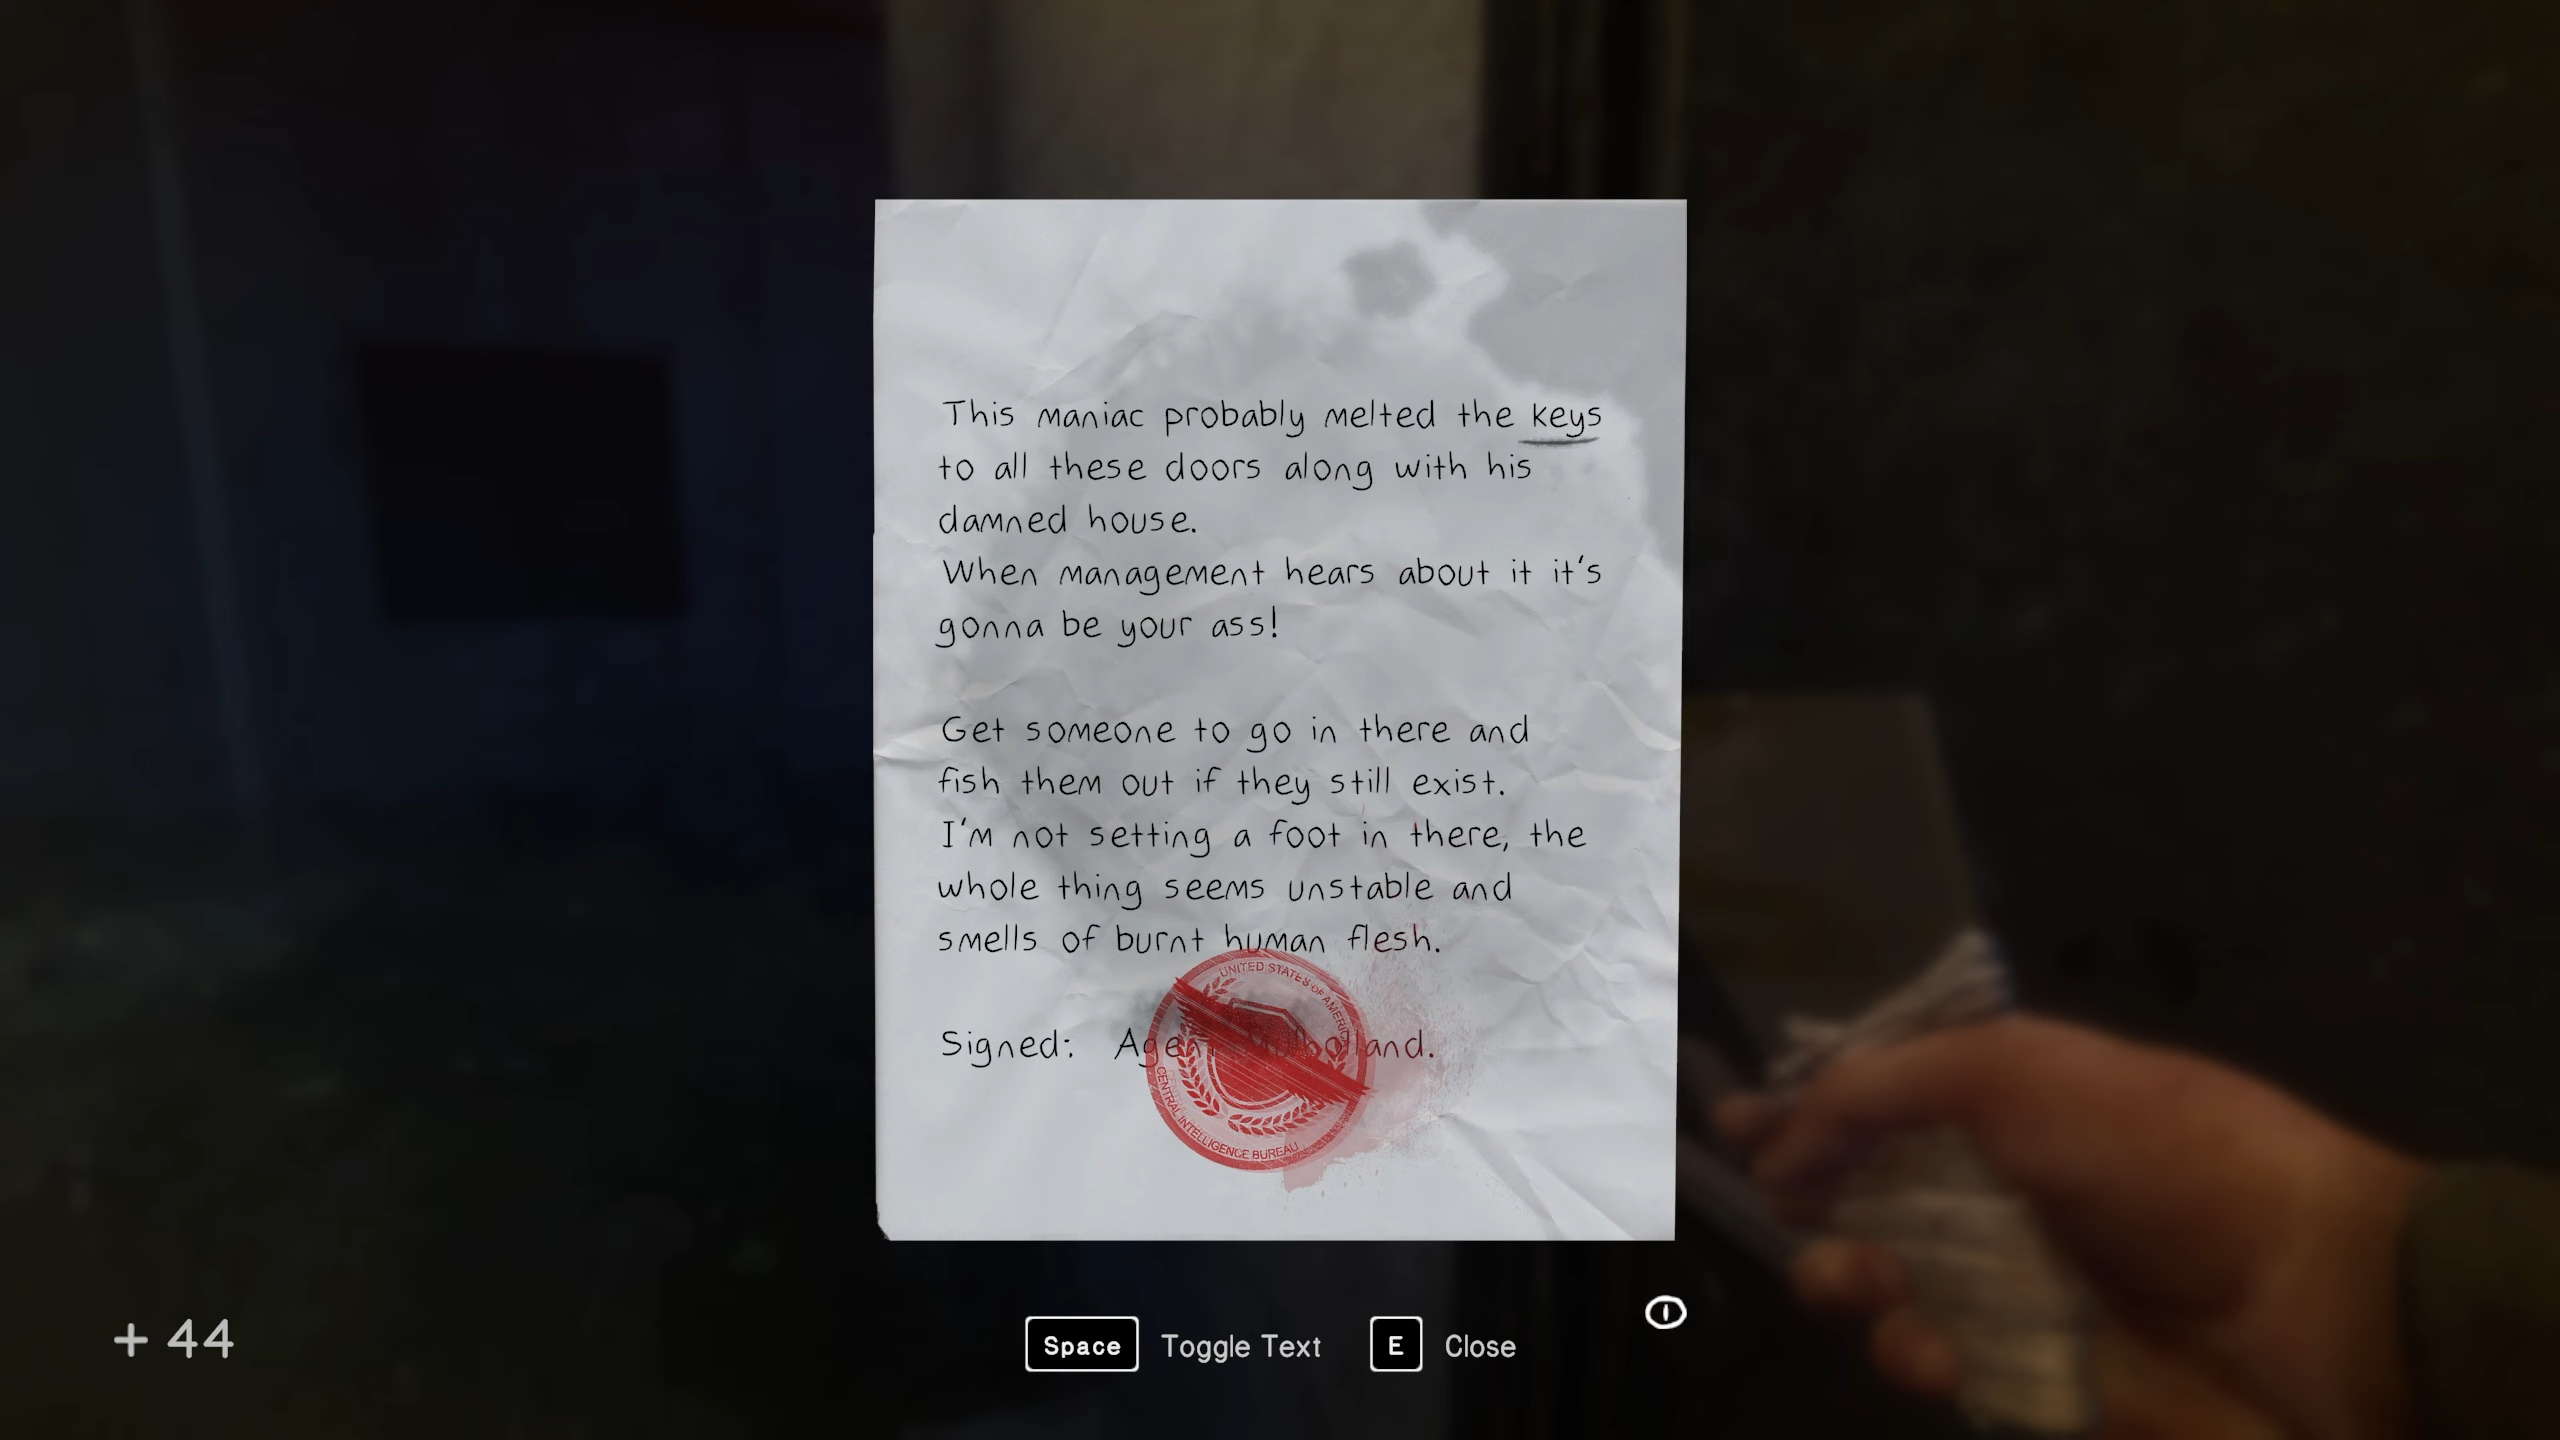 This maniac probably melted the keys
to all these doors along with his
damned house.
When management hears about it it's
gonna be your ass!
Get someone to go in there and
fish them out if they still exist.
I'm not setting a foot in there, the
whole thing seems unstable and
smells of burnt human flesh.
Signed: Agent Mulholland.
UNITED STATES OF AMERICA
CENTRAL INTELLIGENCE BUREAU
+ 44
Space Toggle Text E Close